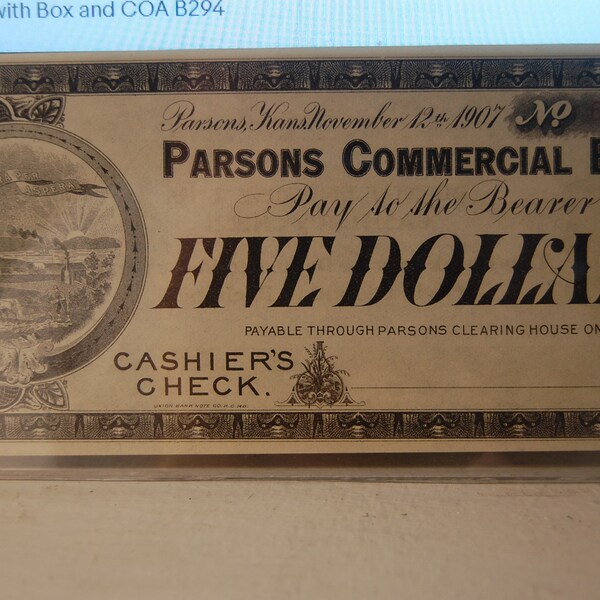 with Box and COA B294
Parsons, Kans, November 12th 1907 No
PARSONS COMMERCIAL B
Pay to the Bearer
FIVE DOLLA
PAYABLE THROUGH PARSONS CLEARING HOUSE ON
CASHIER'S
CHECK.